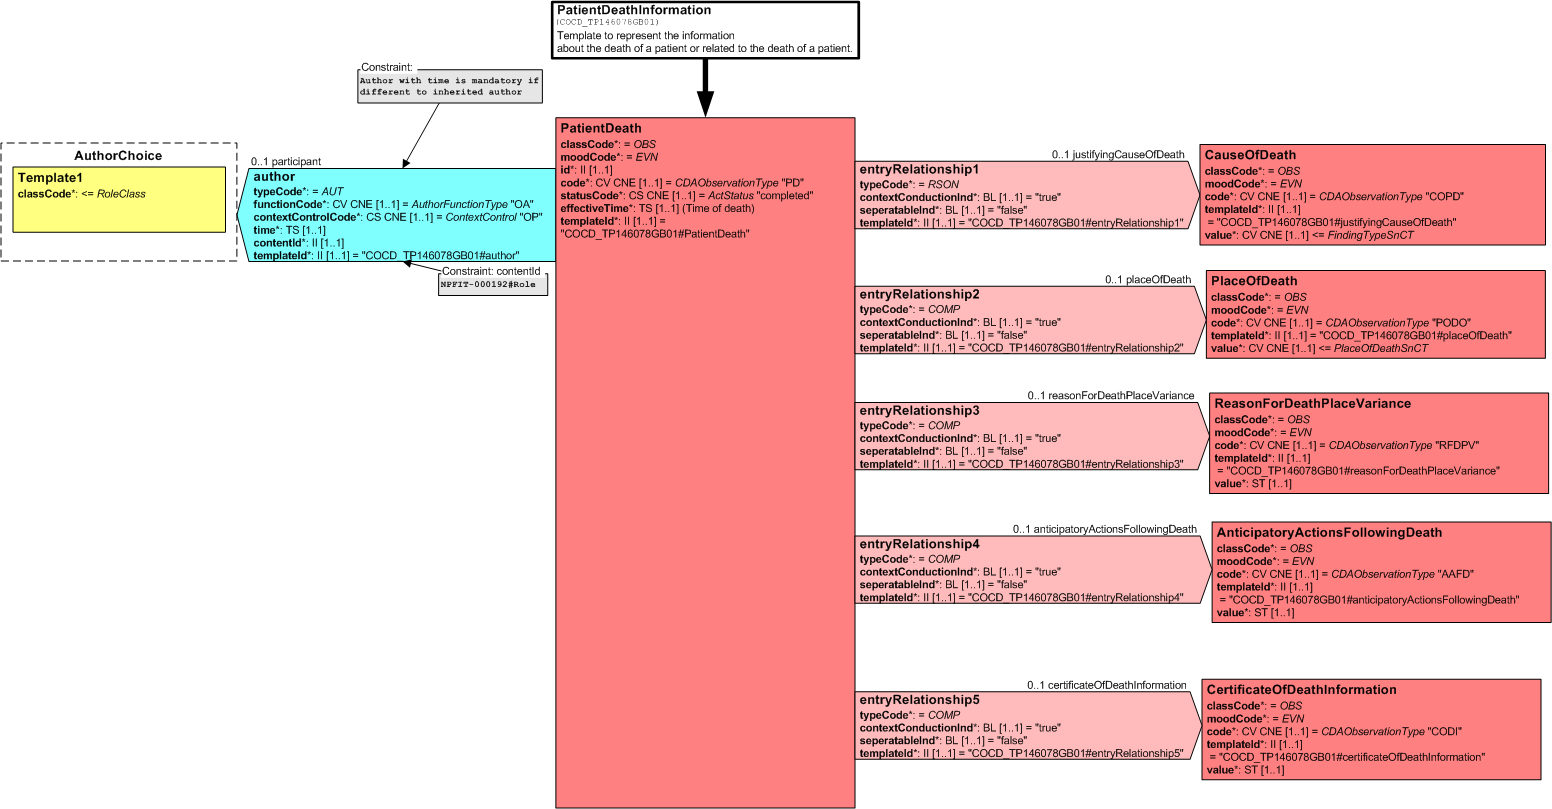 PatientDeathInformation
(COCD_TP146078GB01)
Template to represent the information
about the death of a patient or related to the death of a patient.
Constraint:
Author with time is mandatory if
different to inherited author
AuthorChoice
Template1
classCode*: <= RoleClass
0..1 participant
author
typeCode*: = AUT
functionCode*: CV CNE [1..1] = AuthorFunctionType "OA"
contextControlCode*: CS CNE [1..1] = ContextControl "OP"
time*: TS [1..1]
contentId*: II [1..1]
templateId*: II [1..1] = "COCD_TP146078GB01#author"
Constraint: contentId
NPFIT-000192#Role
PatientDeath
classCode*: = OBS
moodCode*: = EVN
id*: II [1..1]
code*: CV CNE [1..1] = CDAObservationType "PD"
statusCode*: CS CNE [1..1] = ActStatus "completed"
effectiveTime*: TS [1..1] (Time of death)
templateId*: II [1..1] =
"COCD_TP146078GB01#PatientDeath"
0..1 justifyingCauseOfDeath
entryRelationship1
typeCode*: = RSON
contextConductionInd*: BL [1..1] = "true"
seperatableInd*: BL [1..1] = "false"
templateId*: II [1..1] = "COCD_TP146078GB01#entryRelationship1"
CauseOfDeath
classCode*: = OBS
moodCode*: = EVN
code*: CV CNE [1..1] = CDAObservationType "COPD"
templateId*: II [1..1]
= "COCD_TP146078GB01#justifyingCauseOfDeath"
value*: CV CNE [1..1] <= FindingTypeSnCT
0..1 placeOfDeath
entryRelationship2
typeCode*: = COMP
contextConductionInd*: BL [1..1] = "true"
seperatableInd*: BL [1..1] = "false"
templateId*: II [1..1] = "COCD_TP146078GB01#entryRelationship2"
PlaceOfDeath
classCode*: = OBS
moodCode*: = EVN
code*: CV CNE [1..1] = CDAObservationType "PODO"
templateId*: II [1..1] = "COCD_TP146078GB01#placeOfDeath"
value*: CV CNE [1..1] <= PlaceOfDeathSnCT
0..1 reasonForDeathPlaceVariance
entryRelationship3
typeCode*: = COMP
contextConductionInd*: BL [1..1] = "true"
seperatableInd*: BL [1..1] = "false"
templateId*: II [1..1] = "COCD_TP146078GB01#entryRelationship3"
ReasonForDeathPlaceVariance
classCode*: = OBS
moodCode*: = EVN
code*: CV CNE [1..1] = CDAObservationType "RFDPV"
templateId*: II [1..1]
= "COCD_TP146078GB01#reasonForDeathPlaceVariance"
value*: ST [1..1]
0..1 anticipatoryActionsFollowingDeath
entryRelationship4
typeCode*: = COMP
contextConductionInd*: BL [1..1] = "true"
seperatableInd*: BL [1..1] = "false"
templateId*: II [1..1] = "COCD_TP146078GB01#entryRelationship4"
AnticipatoryActionsFollowingDeath
classCode*: = OBS
moodCode*: = EVN
code*: CV CNE [1..1] = CDAObservationType "AAFD"
templateId*: II [1..1]
= "COCD_TP146078GB01#anticipatoryActionsFollowingDeath"
value*: ST [1..1]
0..1 certificateOfDeathInformation
entryRelationship5
typeCode*: = COMP
contextConductionInd*: BL [1..1] = "true"
seperatableInd*: BL [1..1] = "false"
templateId*: II [1..1] = "COCD_TP146078GB01#entryRelationship5"
CertificateOfDeathInformation
classCode*: = OBS
moodCode*: = EVN
code*: CV CNE [1..1] = CDAObservationType "CODI"
templateId*: II [1..1]
= "COCD_TP146078GB01#certificateOfDeathInformation"
value*: ST [1..1]